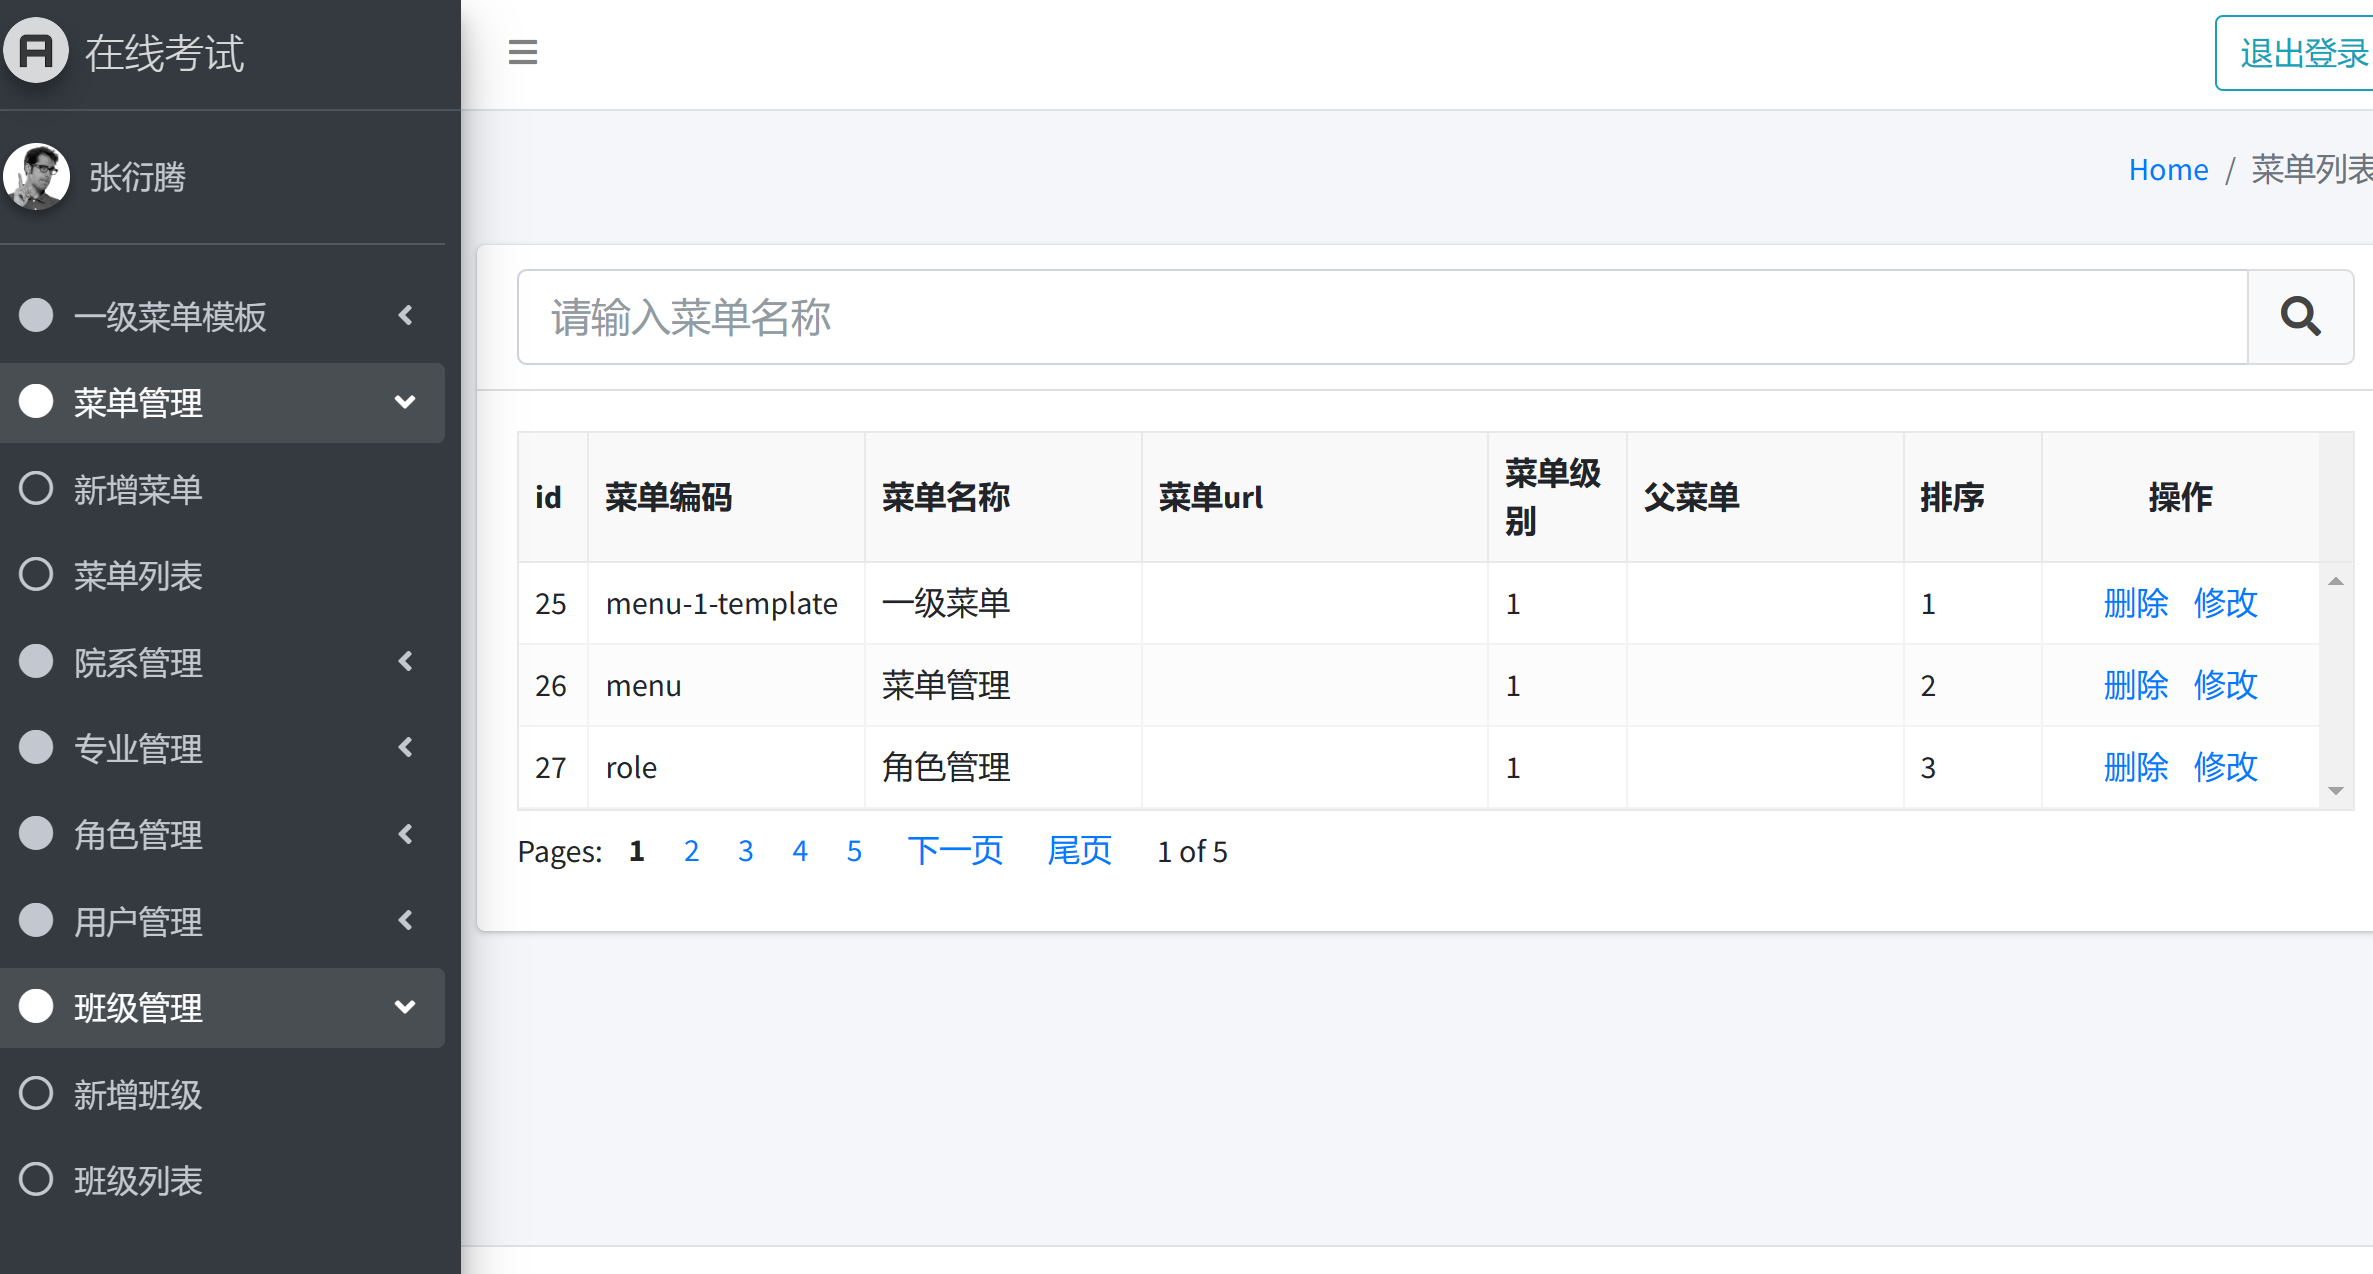 在线考试
退出登录
张衍腾
Home / 菜单列表
一级菜单模板
菜单管理
新增菜单
菜单列表
院系管理
专业管理
角色管理
用户管理
班级管理
新增班级
班级列表
请输入菜单名称
id 菜单编码 菜单名称 菜单url 菜单级别 父菜单 排序 操作
25 menu-1-template 一级菜单 1 1 删除 修改
26 menu 菜单管理 1 2 删除 修改
27 role 角色管理 1 3 删除 修改
Pages: 1 2 3 4 5 下一页 尾页 1 of 5